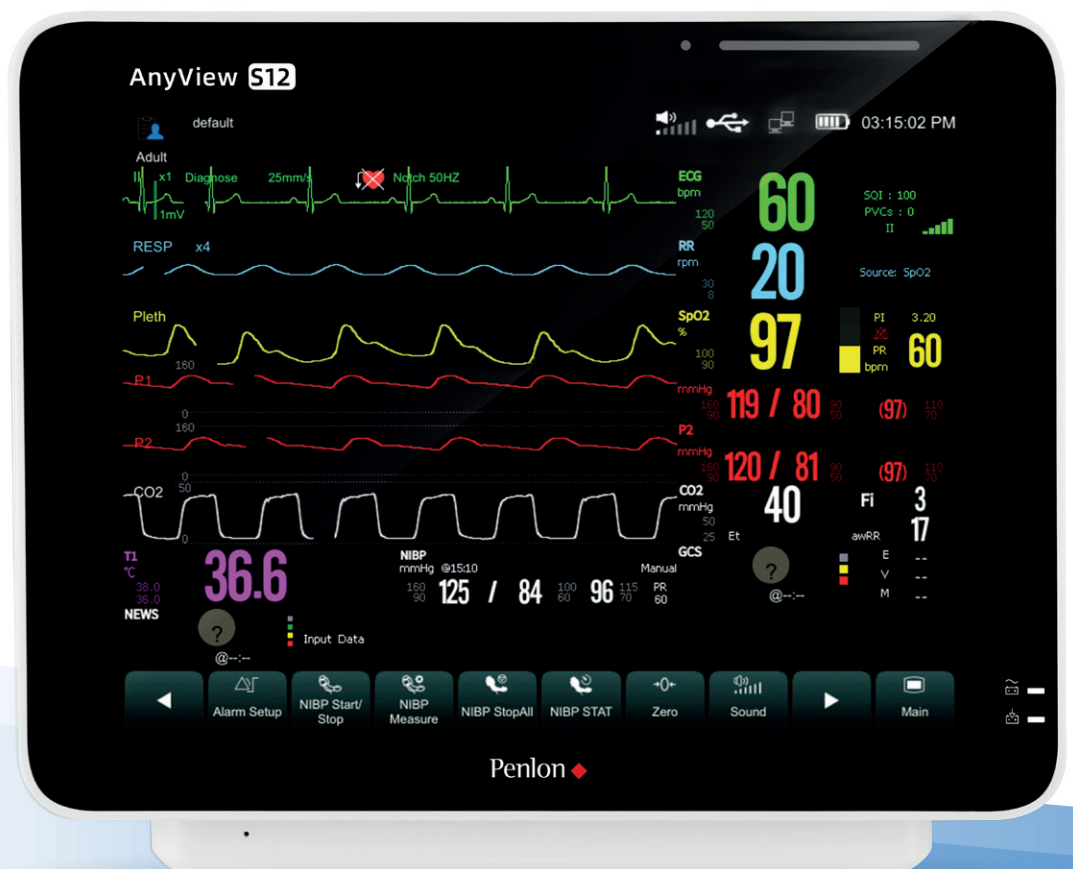 AnyView S12
default
03:15:02 PM
Adult
II x1 Diagnose 25mm/s Notch 50HZ
1mV
ECG
bpm
120
50
60
SQI : 100
PVCs : 0
II
RESP x4
RR
rpm
30
8
20
Source: SpO2
Pleth
SpO2
%
100
90
97
PI 3.20
PR
bpm
60
160
P1
0
mmHg
160
90
119 / 80
90
50
(97)
110
70
160
P2
0
P2
mmHg
160
90
120 / 81
90
50
(97)
110
70
CO2
50
0
CO2
mmHg
50
25
Et
40
Fi 3
awRR 17
T1
°C
38.0
36.0
36.6
NIBP
mmHg @15:10
Manual
160
90
125 / 84
100
60
96
115
70
PR
60
GCS
?
@--:--
E --
V --
M --
NEWS
?
@--:--
Input Data
Alarm Setup
NIBP Start/
Stop
NIBP
Measure
NIBP StopAll
NIBP STAT
Zero
Sound
Main
Penlon